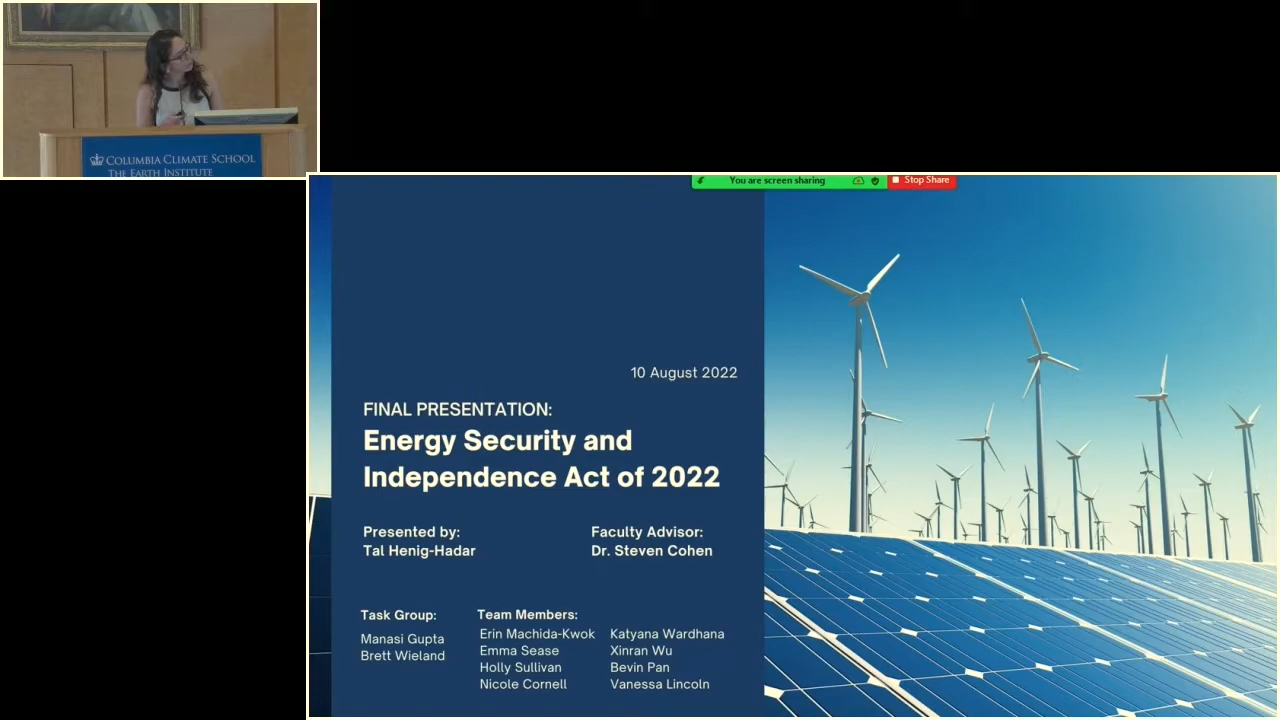 COLUMBIA CLIMATE SCHOOL
THE EARTH INSTITUTE
You are screen sharing
Stop Share
10 August 2022
FINAL PRESENTATION:
Energy Security and
Independence Act of 2022
Presented by:
Tal Henig-Hadar
Faculty Advisor:
Dr. Steven Cohen
Task Group:
Manasi Gupta
Brett Wieland
Team Members:
Erin Machida-Kwok
Emma Sease
Holly Sullivan
Nicole Cornell
Katyana Wardhana
Xinran Wu
Bevin Pan
Vanessa Lincoln